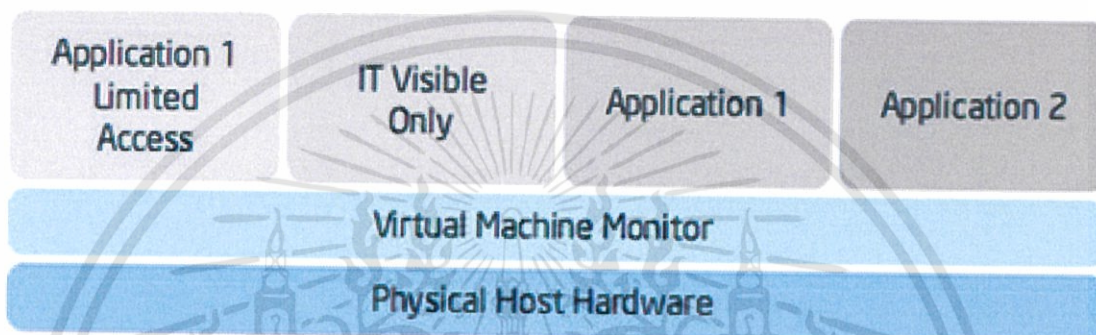 Application 1
Limited
Access
IT Visible
Only
Application 1
Application 2
Virtual Machine Monitor
Physical Host Hardware